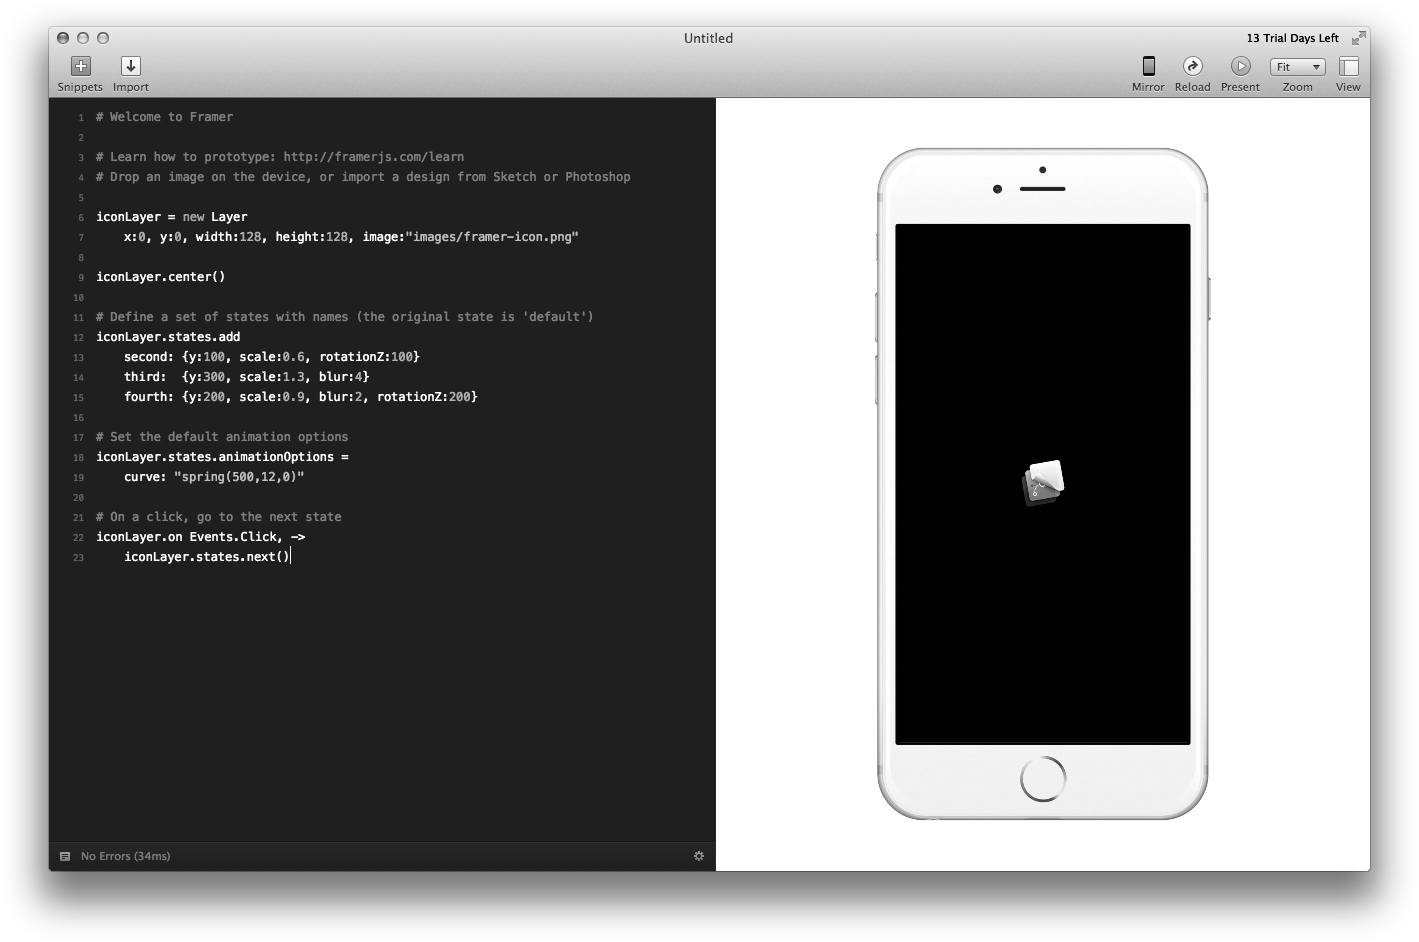 Untitled
13 Trial Days Left
Snippets
Import
Mirror
Reload
Present
Fit
Zoom
View
1 # Welcome to Framer
2
3 # Learn how to prototype: http://framerjs.com/learn
4 # Drop an image on the device, or import a design from Sketch or Photoshop
5
6 iconLayer = new Layer
7     x:0, y:0, width:128, height:128, image:"images/framer-icon.png"
8
9 iconLayer.center()
10
11 # Define a set of states with names (the original state is 'default')
12 iconLayer.states.add
13     second: {y:100, scale:0.6, rotationZ:100}
14     third:  {y:300, scale:1.3, blur:4}
15     fourth: {y:200, scale:0.9, blur:2, rotationZ:200}
16
17 # Set the default animation options
18 iconLayer.states.animationOptions =
19     curve: "spring(500,12,0)"
20
21 # On a click, go to the next state
22 iconLayer.on Events.Click, ->
23     iconLayer.states.next()
No Errors (34ms)